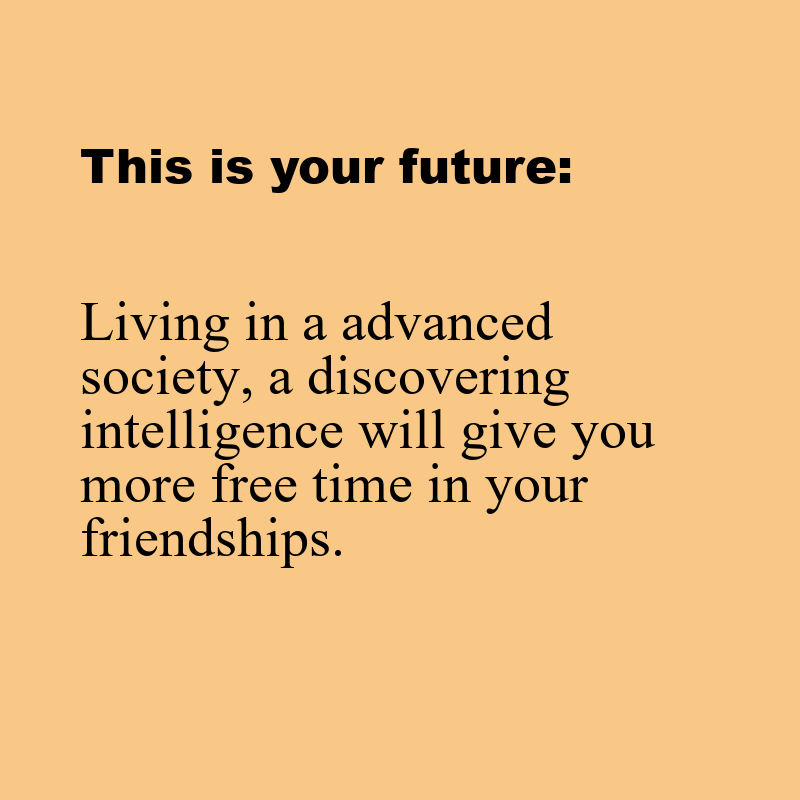 This is your future:
Living in a advanced
society, a discovering
intelligence will give you
more free time in your
friendships.